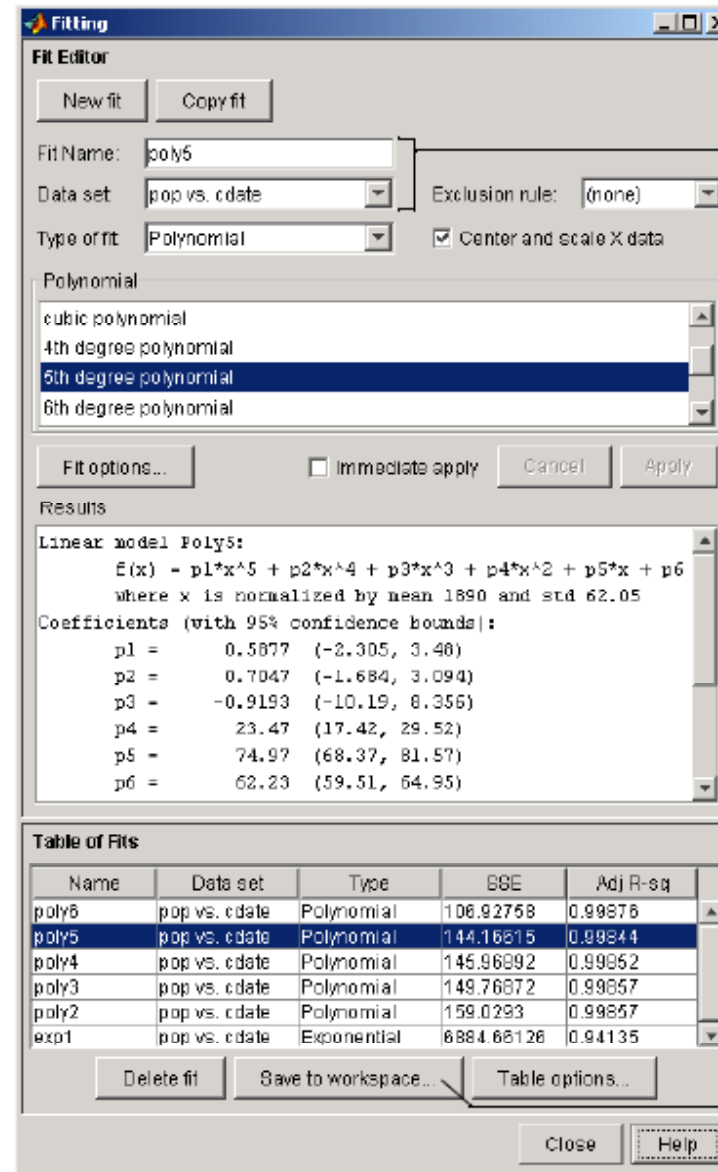 Fitting
Fit Editor
New fit Copy fit
Fit Name: poly5
Data set pop vs. cdate Exclusion rule: (none)
Type of fit Polynomial Center and scale X data
Polynomial
cubic polynomial
4th degree polynomial
5th degree polynomial
6th degree polynomial
Fit options... Immediate apply Cancel Apply
Results
Linear model Poly5:
f(x) = p1*x^5 + p2*x^4 + p3*x^3 + p4*x^2 + p5*x + p6
where x is normalized by mean 1890 and std 62.05
Coefficients (with 95% confidence bounds):
p1 = 0.5877 (-2.305, 3.48)
p2 = 0.7047 (-1.684, 3.094)
p3 = -0.9193 (-10.19, 8.356)
p4 = 23.47 (17.42, 29.52)
p5 = 74.97 (68.37, 81.57)
p6 = 62.23 (59.51, 64.95)
Table of Fits
Name Data set Type SSE Adj R-sq
poly6 pop vs. cdate Polynomial 106.92758 0.99876
poly5 pop vs. cdate Polynomial 144.16615 0.99844
poly4 pop vs. cdate Polynomial 145.96892 0.99852
poly3 pop vs. cdate Polynomial 149.76872 0.99857
poly2 pop vs. cdate Polynomial 159.0293 0.99857
exp1 pop vs. cdate Exponential 6884.66126 0.94135
Delete fit Save to workspace... Table options...
Close Help